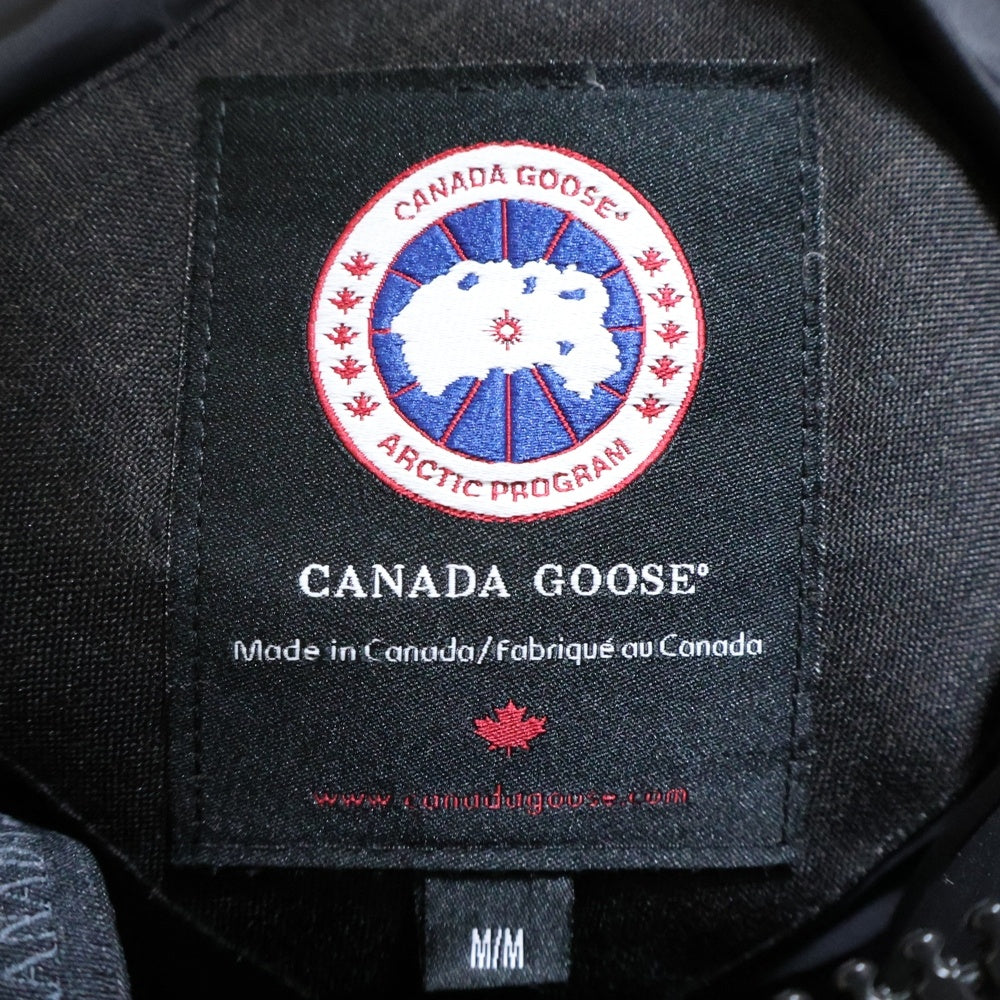 CANADA GOOSE®
ARCTIC PROGRAM
CANADA GOOSE®
Made in Canada/Fabriqué au Canada
www.canadagoose.com
M/M